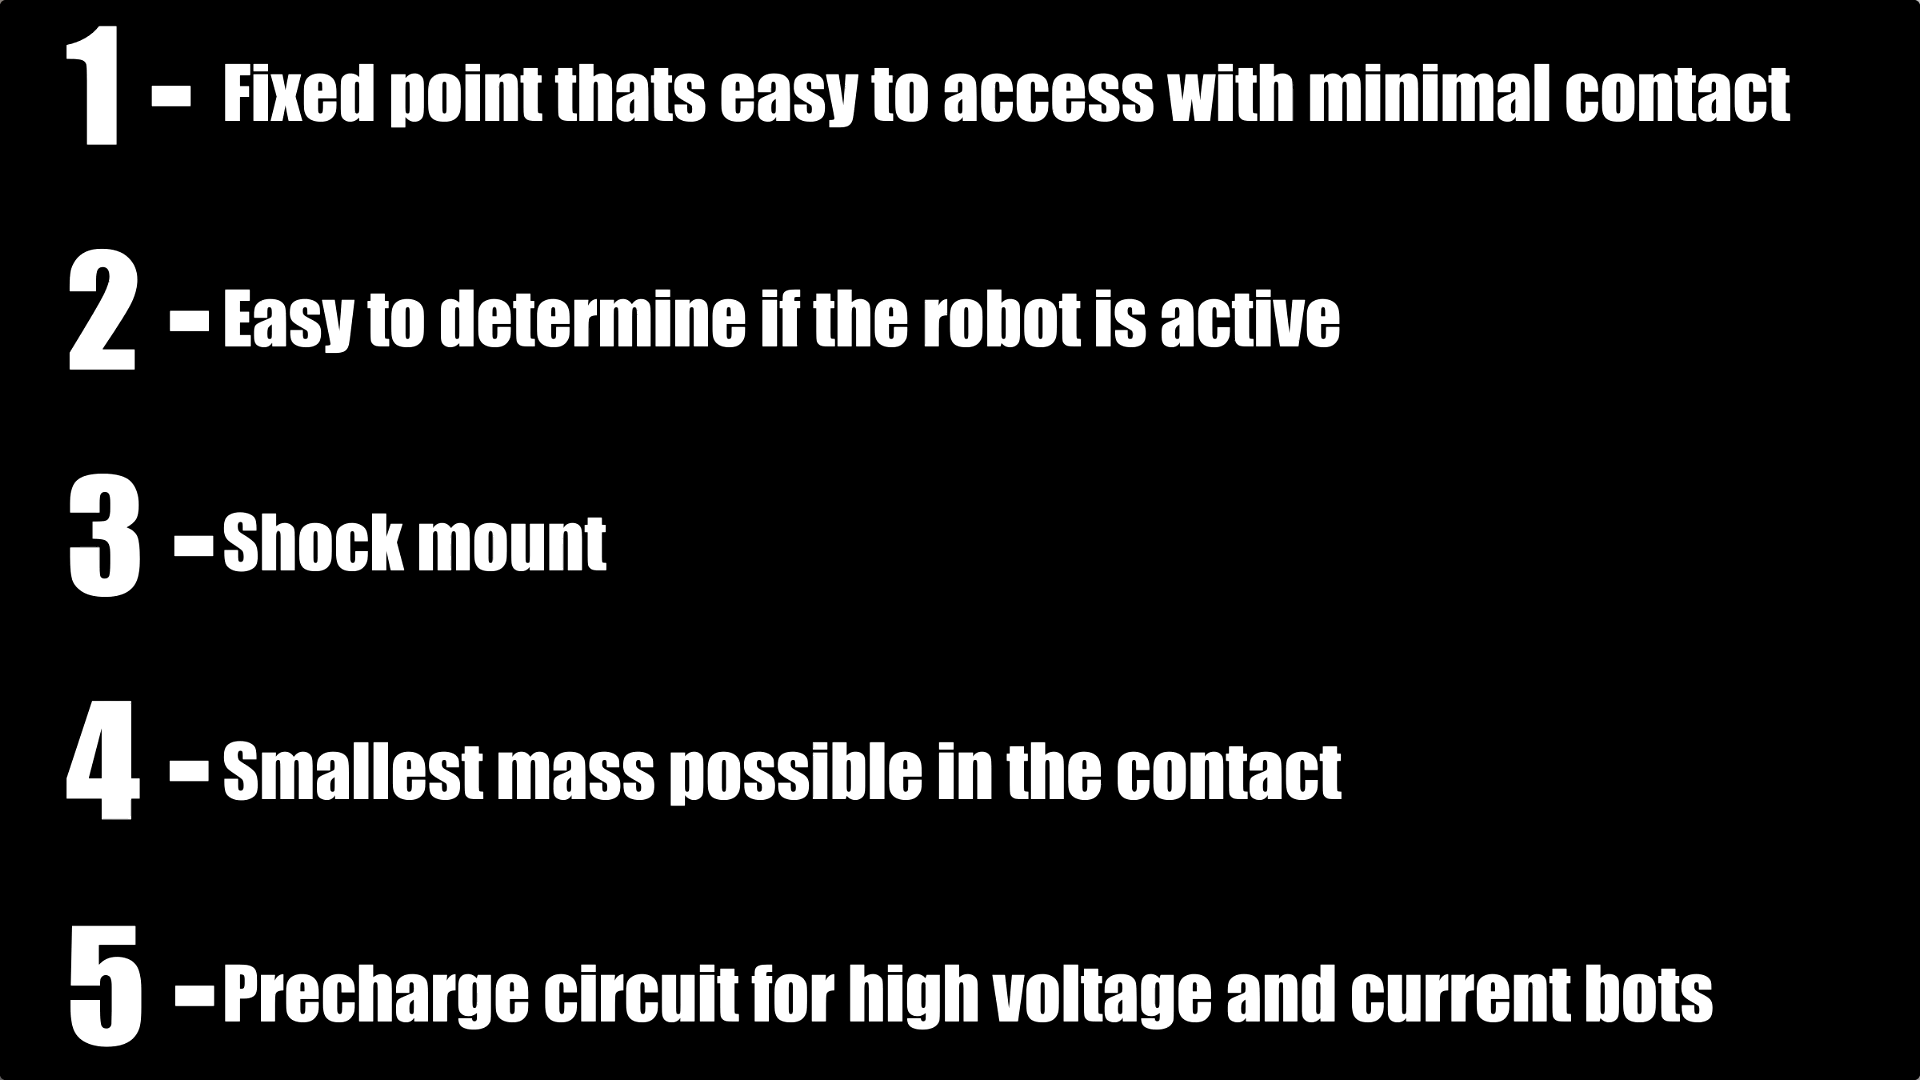 1 - Fixed point thats easy to access with minimal contact
2 - Easy to determine if the robot is active
3 - Shock mount
4 - Smallest mass possible in the contact
5 - Precharge circuit for high voltage and current bots